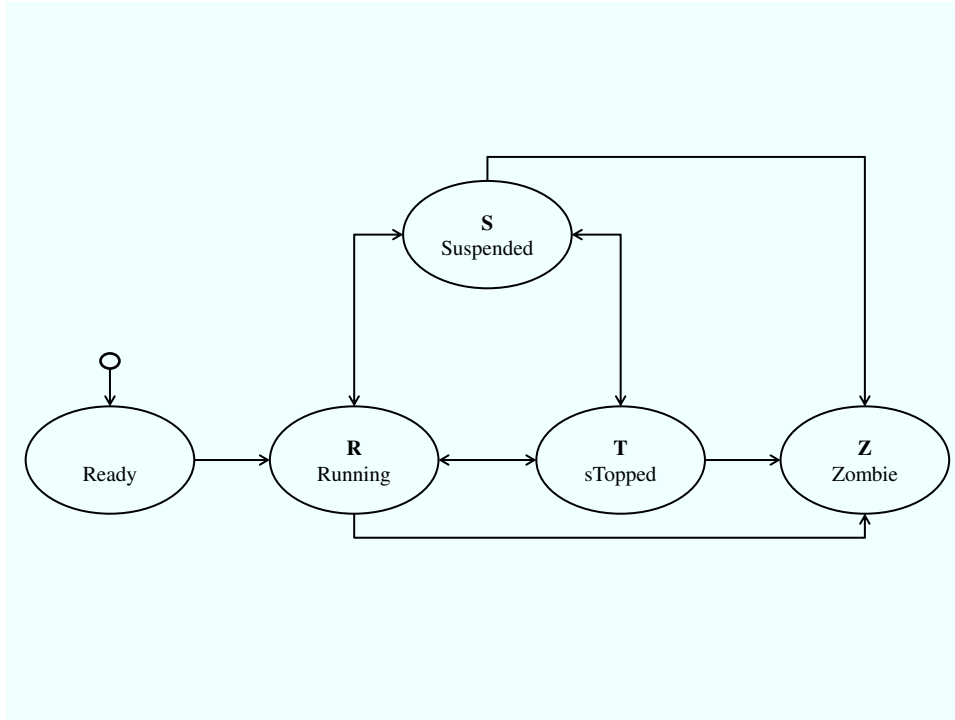 S
Suspended
Ready
R
Running
T
sTopped
Z
Zombie